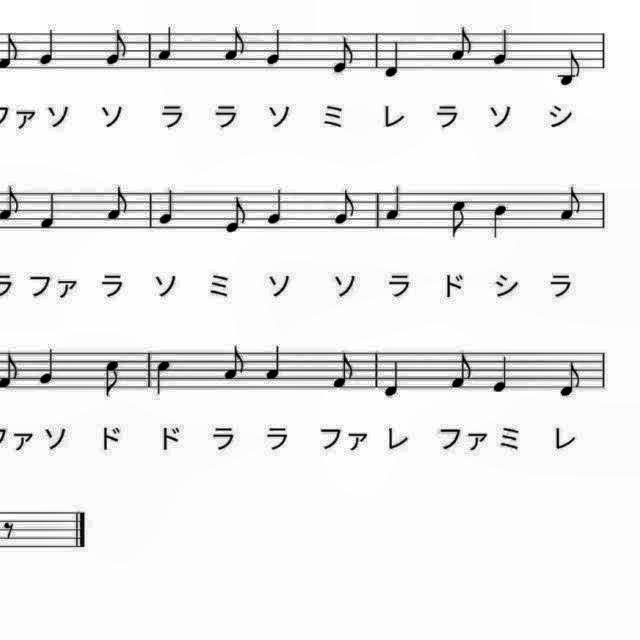 ファソ ソ ラ ラ ソ ミ レ ラ ソ シ
ラ ファ ラ ソ ミ ソ ソ ラ ド シ ラ
ファソ ド ド ラ ラ ファ レ ファ ミ レ